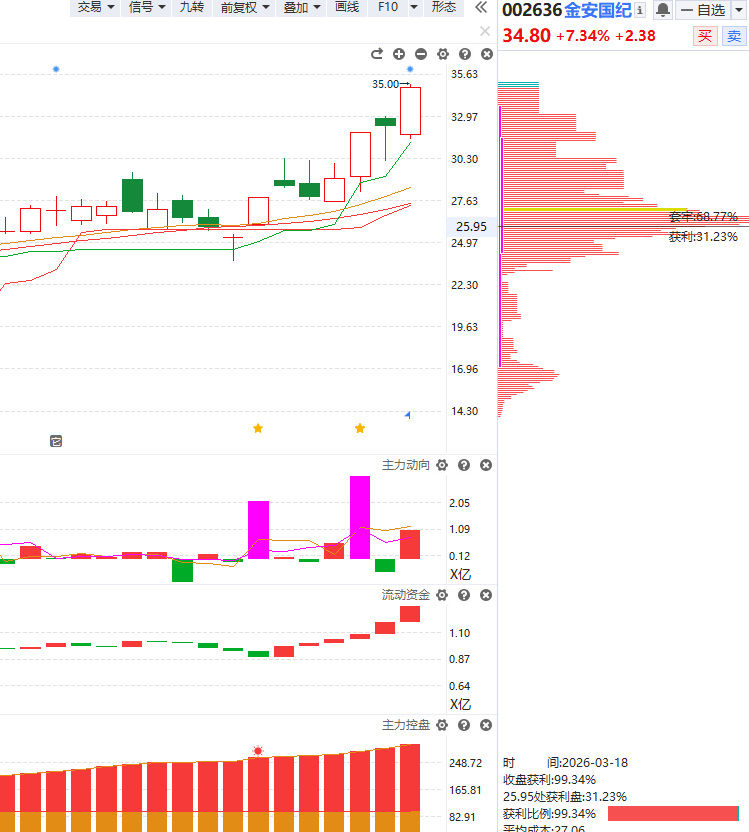 交易 信号 九转 前复权 叠加 画线 F10 形态
002636 金安国纪 自选
34.80 +7.34% +2.38 买 卖
35.63
35.00
32.97
30.30
27.63
25.95
24.97
22.30
19.63
16.96
14.30
套牢:68.77%
获利:31.23%
主力动向
2.05
1.09
0.12
X亿
流动资金
1.10
0.87
0.64
X亿
主力控盘
248.72
165.81
82.91
时 间:2026-03-18
收盘获利:99.34%
25.95处获利盘:31.23%
获利比例:99.34%
平均成本:27.06